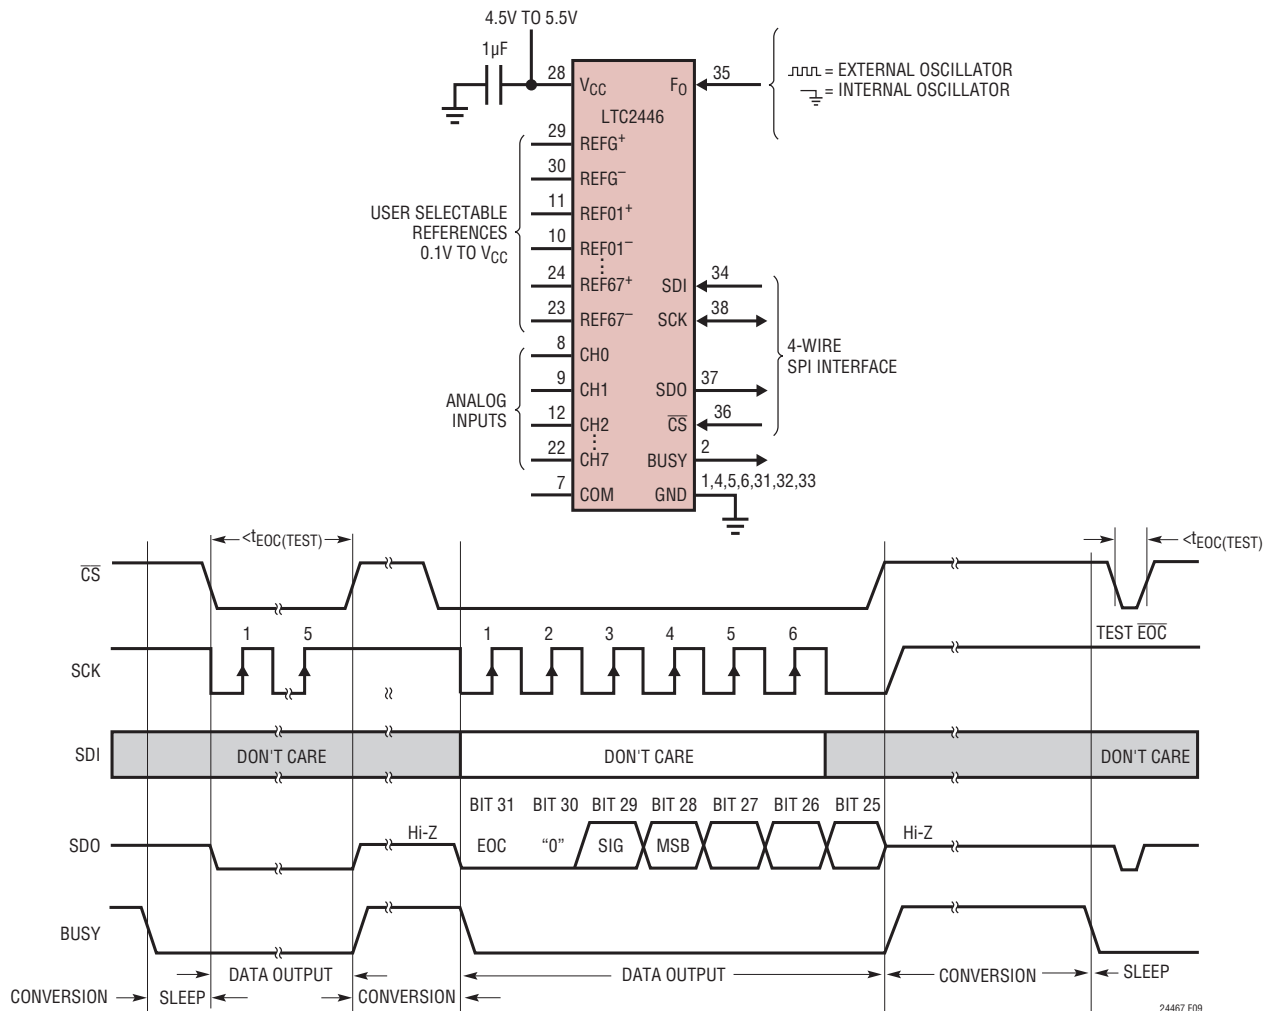 4.5V TO 5.5V
1µF
28
VCC
FO
35
= EXTERNAL OSCILLATOR
= INTERNAL OSCILLATOR
LTC2446
29
REFG+
30
REFG–
11
REF01+
10
REF01–
24
REF67+
23
REF67–
USER SELECTABLE
REFERENCES
0.1V TO VCC
8
CH0
9
CH1
12
CH2
22
CH7
7
COM
ANALOG
INPUTS
SDI
34
SCK
38
SDO
37
CS
36
4-WIRE
SPI INTERFACE
BUSY
2
GND
1,4,5,6,31,32,33
<tEOC(TEST)
<tEOC(TEST)
CS
TEST EOC
SCK
1 5 1 2 3 4 5 6
SDI
DON'T CARE DON'T CARE DON'T CARE
BIT 31 BIT 30 BIT 29 BIT 28 BIT 27 BIT 26 BIT 25
SDO
Hi-Z EOC “0” SIG MSB Hi-Z
BUSY
DATA OUTPUT DATA OUTPUT CONVERSION SLEEP
CONVERSION SLEEP CONVERSION
24467 F09